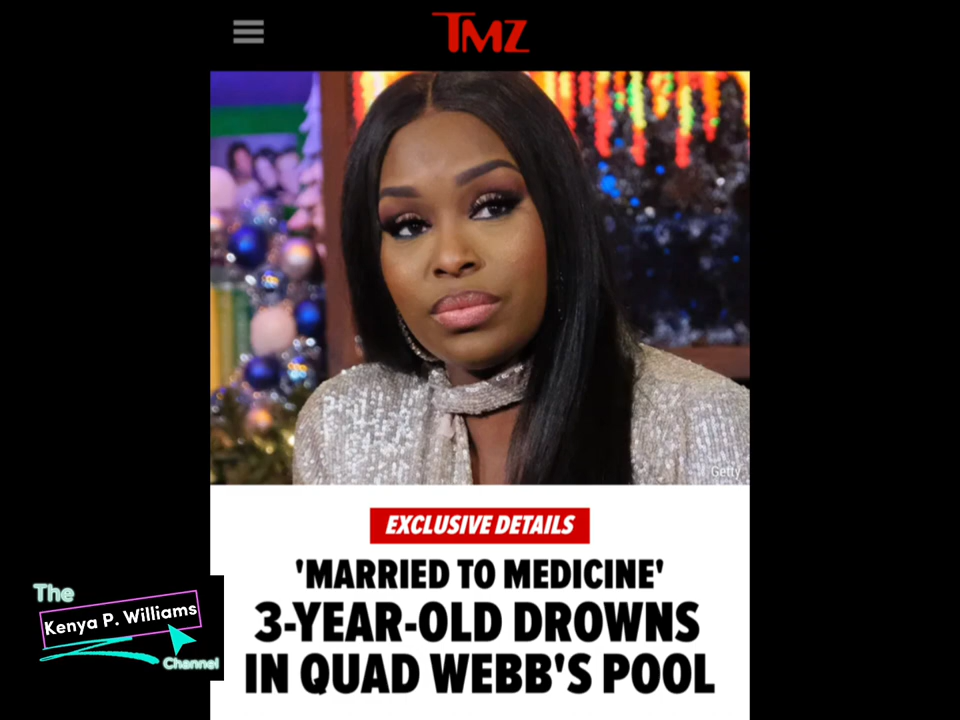 TMZ
Getty
EXCLUSIVE DETAILS
'MARRIED TO MEDICINE'
3-YEAR-OLD DROWNS
IN QUAD WEBB'S POOL
The
Kenya P. Williams
Channel